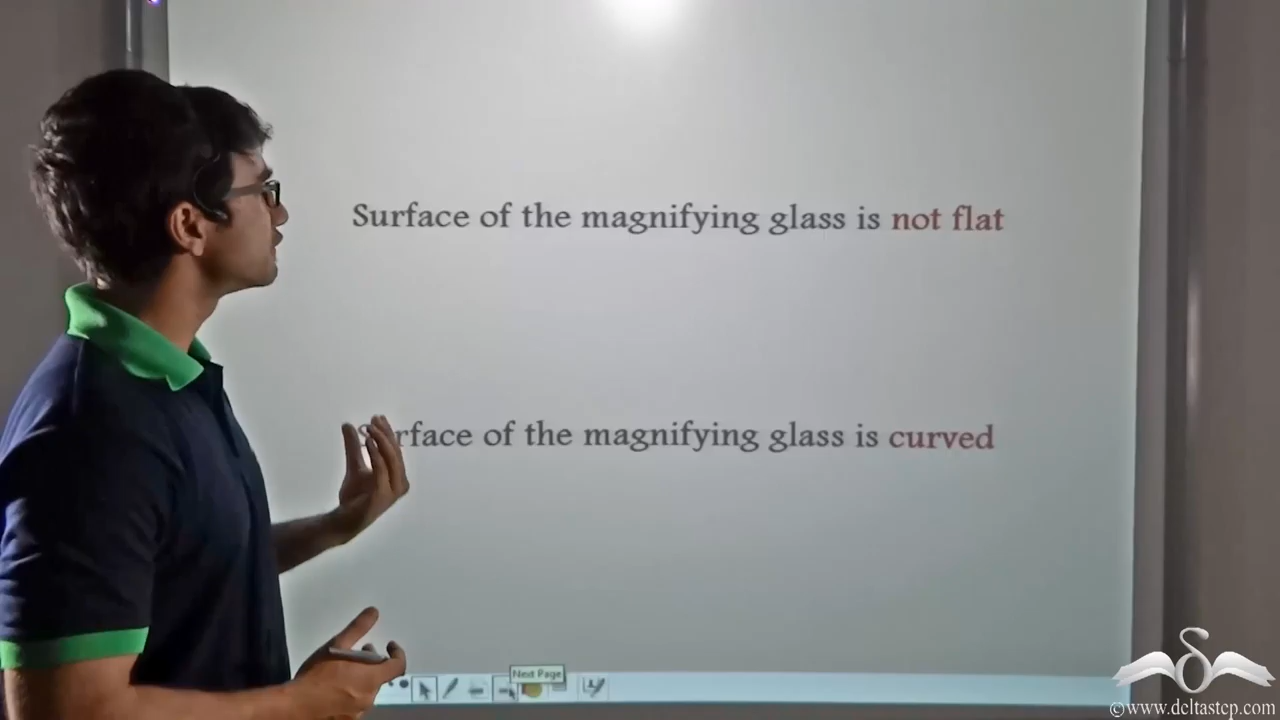 Surface of the magnifying glass is not flat
Surface of the magnifying glass is curved
Next Page
©www.deltastep.com